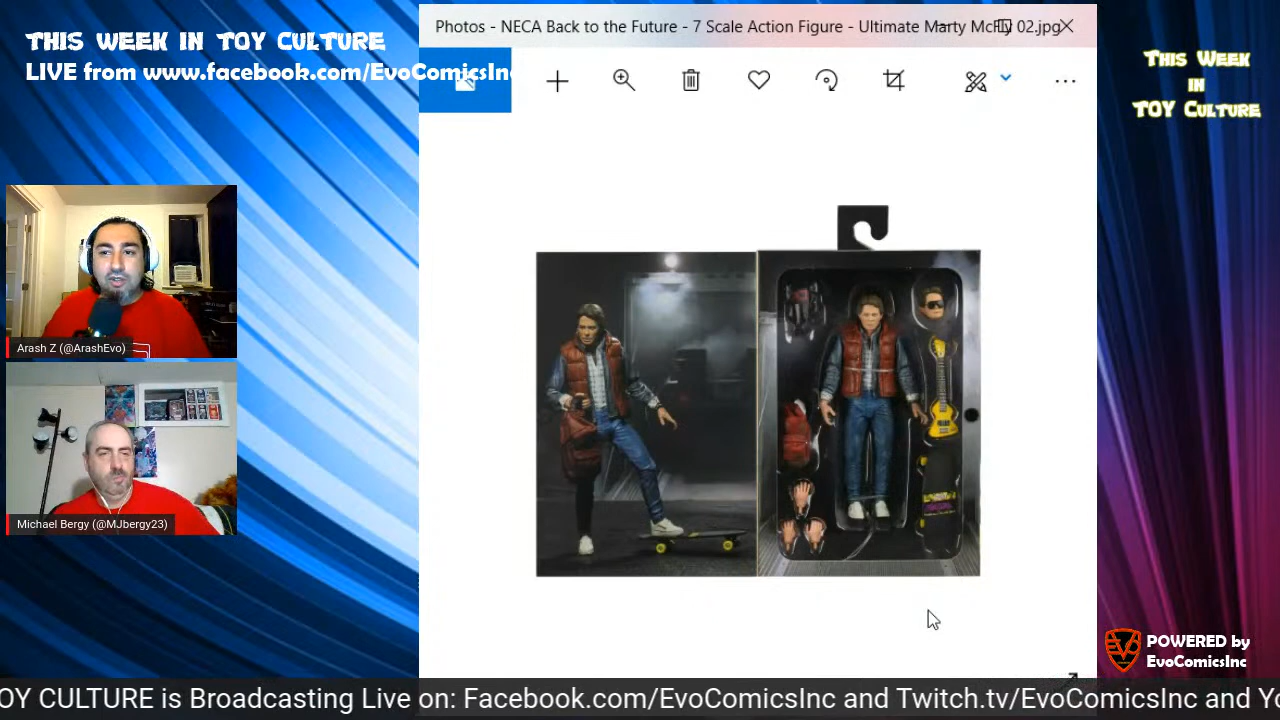 THIS WEEK IN TOY CULTURE
LIVE from www.facebook.com/EvoComicsInc
Photos - NECA Back to the Future - 7 Scale Action Figure - Ultimate Marty McFly 02.jpg
THIS WEEK
IN
TOY CULTURE
Arash Z (@ArashEvo)
Michael Bergy (@MJbergy23)
EVO
POWERED by
EvoComicsInc
OY CULTURE is Broadcasting Live on: Facebook.com/EvoComicsInc and Twitch.tv/EvoComicsInc and Yo